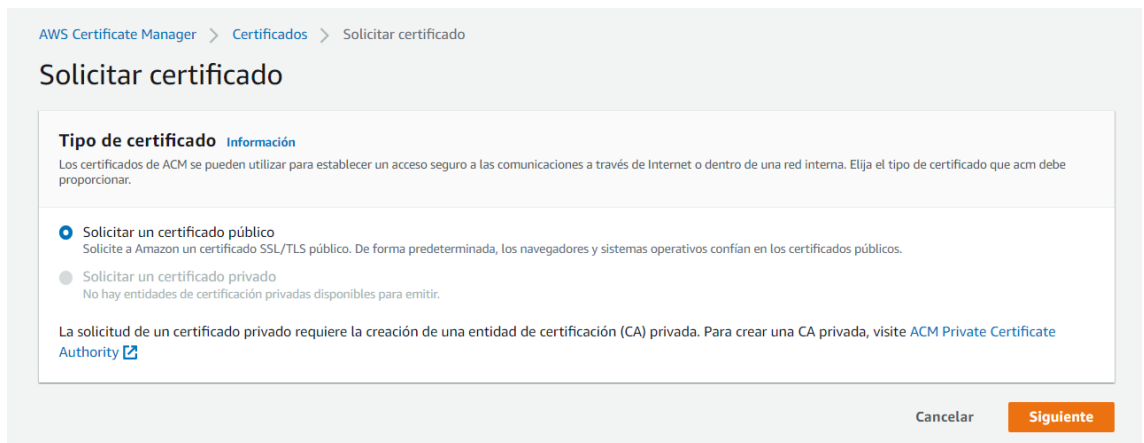 AWS Certificate Manager > Certificados > Solicitar certificado
Solicitar certificado
Tipo de certificado Información
Los certificados de ACM se pueden utilizar para establecer un acceso seguro a las comunicaciones a través de Internet o dentro de una red interna. Elija el tipo de certificado que acm debe
proporcionar.
Solicitar un certificado público
Solicite a Amazon un certificado SSL/TLS público. De forma predeterminada, los navegadores y sistemas operativos confían en los certificados públicos.
Solicitar un certificado privado
No hay entidades de certificación privadas disponibles para emitir.
La solicitud de un certificado privado requiere la creación de una entidad de certificación (CA) privada. Para crear una CA privada, visite ACM Private Certificate
Authority
Cancelar Siguiente